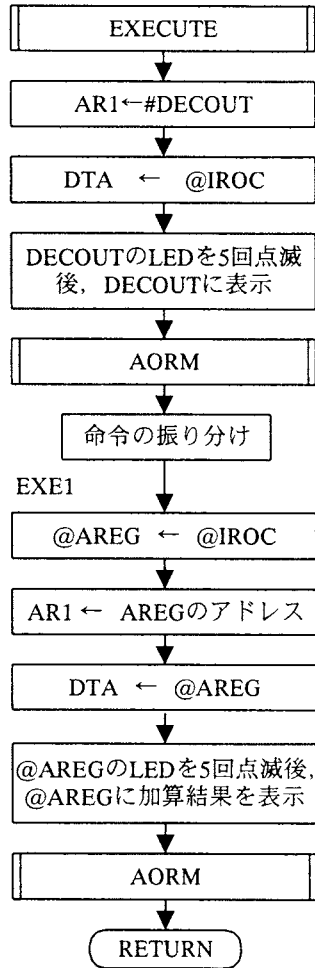 EXECUTE
AR1←#DECOUT
DTA ← @IROC
DECOUTのLEDを5回点滅
後，DECOUTに表示
AORM
命令の振り分け
EXE1
@AREG ← @IROC
AR1 ← AREGのアドレス
DTA ← @AREG
@AREGのLEDを5回点滅後，
@AREGに加算結果を表示
AORM
RETURN